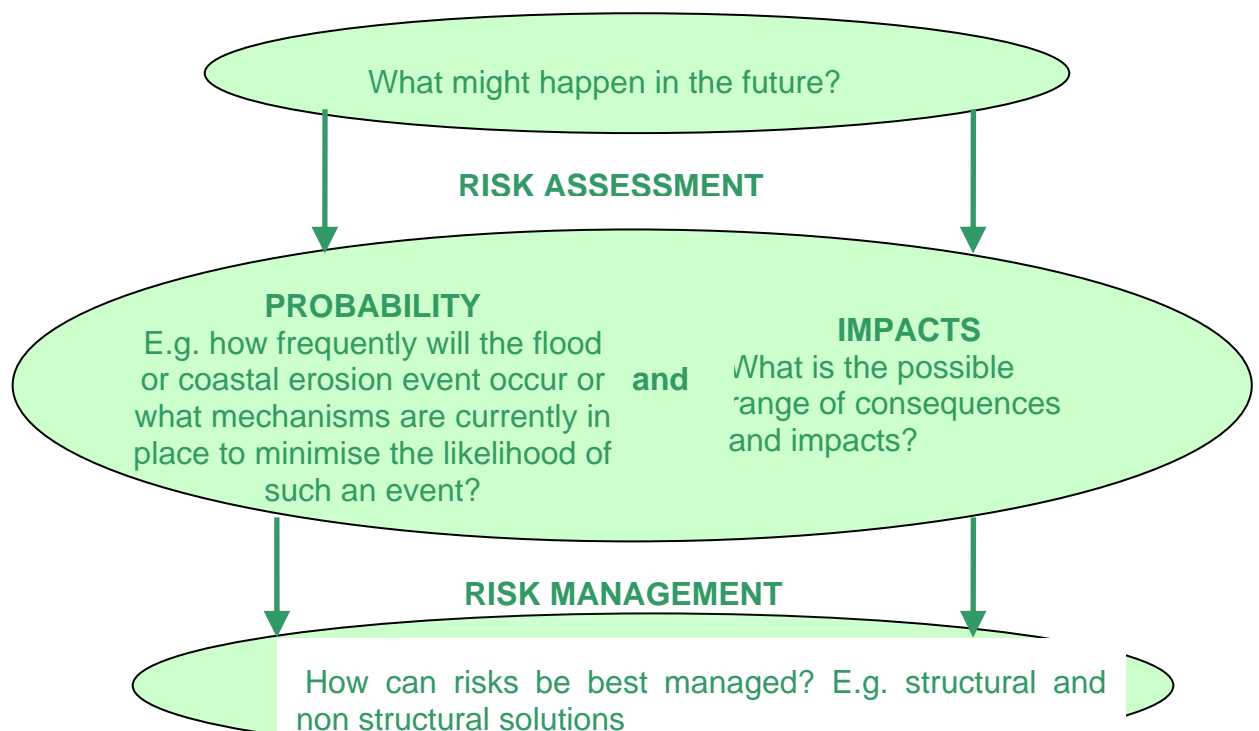 What might happen in the future?
RISK ASSESSMENT
PROBABILITY
E.g. how frequently will the flood
or coastal erosion event occur or
what mechanisms are currently in
place to minimise the likelihood of
such an event?
and
IMPACTS
What is the possible
range of consequences
and impacts?
RISK MANAGEMENT
How can risks be best managed? E.g. structural and
non structural solutions